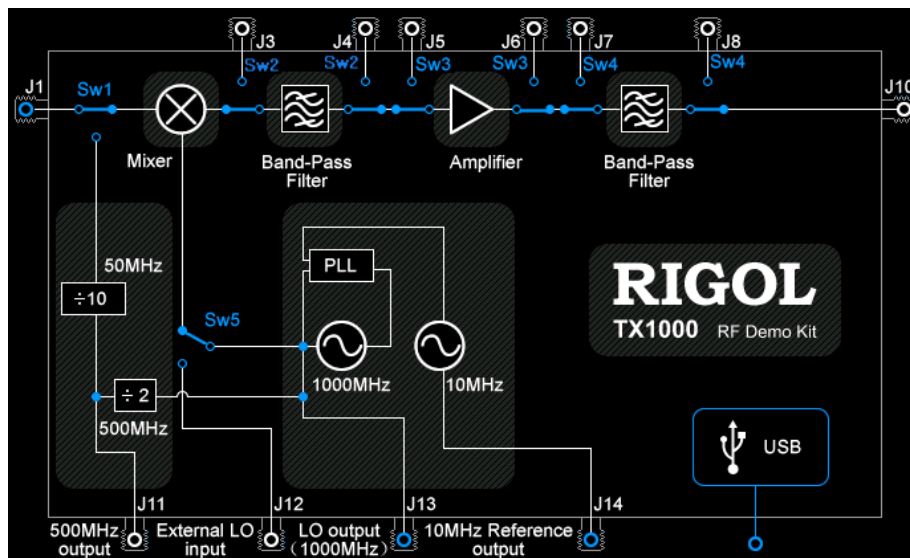 J3
J4
J5
J6
J7
J8
Sw2
Sw2
Sw3
Sw3
Sw4
Sw4
J1
Sw1
J10
Mixer
Band-Pass
Filter
Amplifier
Band-Pass
Filter
50MHz
÷10
PLL
Sw5
1000MHz
10MHz
÷ 2
500MHz
RIGOL
TX1000 RF Demo Kit
USB
J11
J12
J13
J14
500MHz
output
External LO
input
LO output
(1000MHz)
10MHz Reference
output